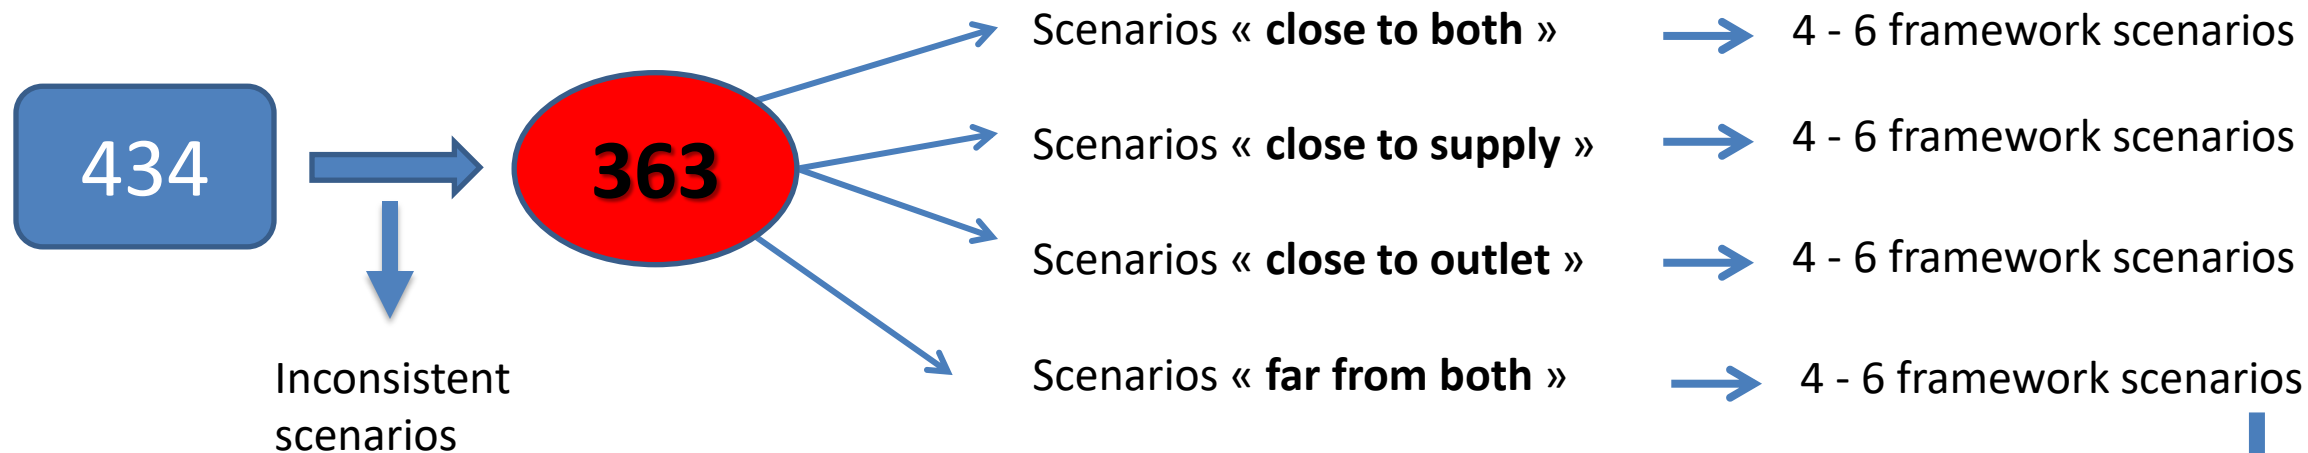 434
Inconsistent
scenarios
363
Scenarios « close to both »
4 - 6 framework scenarios
Scenarios « close to supply »
4 - 6 framework scenarios
Scenarios « close to outlet »
4 - 6 framework scenarios
Scenarios « far from both »
4 - 6 framework scenarios